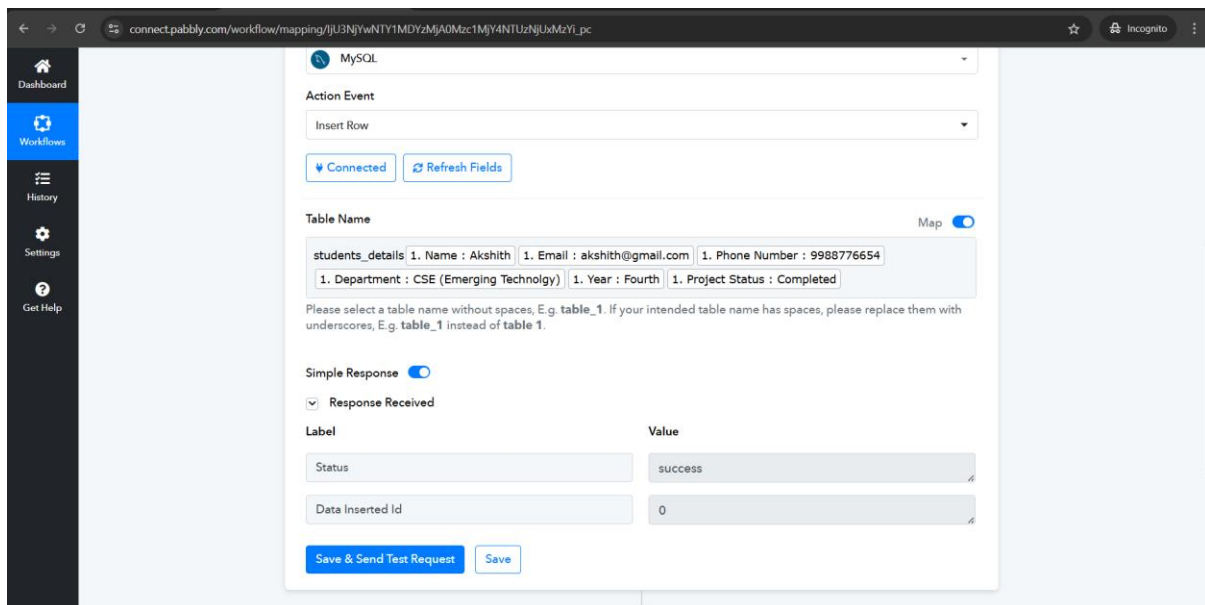 connect.pabbly.com/workflow/mapping/IjU3NjYwNTY1MDYzMjA0Mzc1MjY4NTUzNjUxMzYi_pc
Incognito
Dashboard
Workflows
History
Settings
Get Help
MySQL
Action Event
Insert Row
Connected
Refresh Fields
Table Name
Map
students_details 1. Name : Akshith 1. Email : akshith@gmail.com 1. Phone Number : 9988776654
1. Department : CSE (Emerging Technolgy) 1. Year : Fourth 1. Project Status : Completed
Please select a table name without spaces, E.g. table_1. If your intended table name has spaces, please replace them with
underscores, E.g. table_1 instead of table 1.
Simple Response
Response Received
Label Value
Status success
Data Inserted Id 0
Save & Send Test Request Save